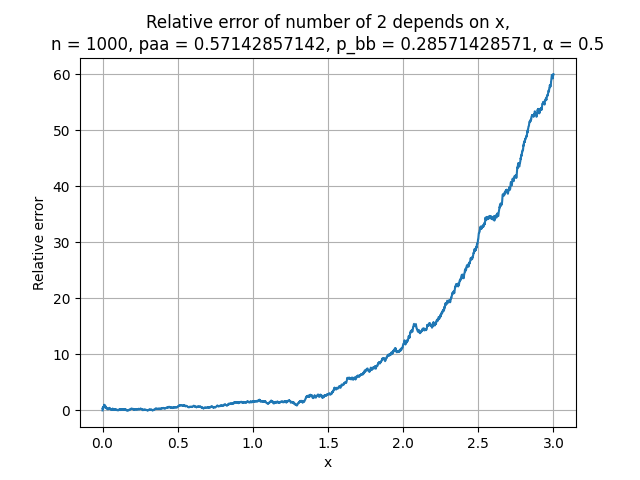 Relative error of number of 2 depends on x,
n = 1000, paa = 0.57142857142, p_bb = 0.28571428571, α = 0.5
60
50
40
30
20
10
0
Relative error
0.0 0.5 1.0 1.5 2.0 2.5 3.0
x